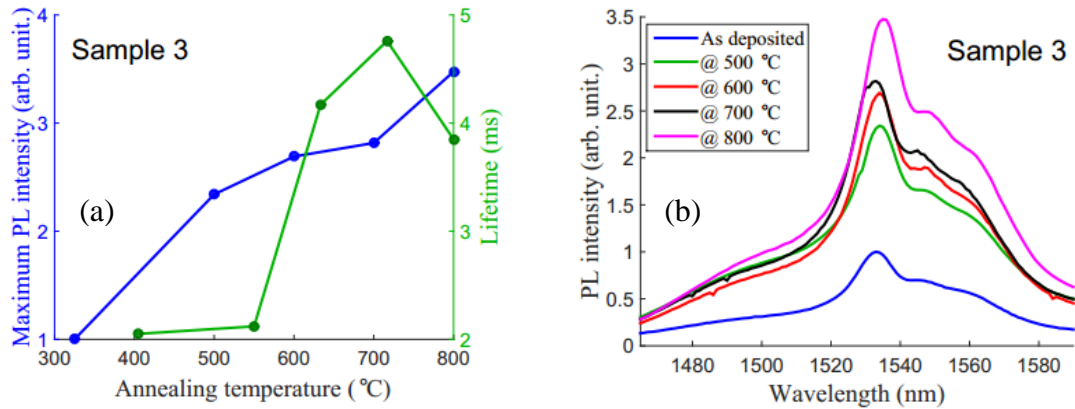 Sample 3
(a)
Maximum PL intensity (arb. unit.)
4
3
2
1
5
4
3
2
Lifetime (ms)
300 400 500 600 700 800
Annealing temperature (℃)
Sample 3
(b)
As deposited
@ 500 ℃
@ 600 ℃
@ 700 ℃
@ 800 ℃
PL intensity (arb. unit.)
3.5
3
2.5
2
1.5
1
0.5
0
1480 1500 1520 1540 1560 1580
Wavelength (nm)